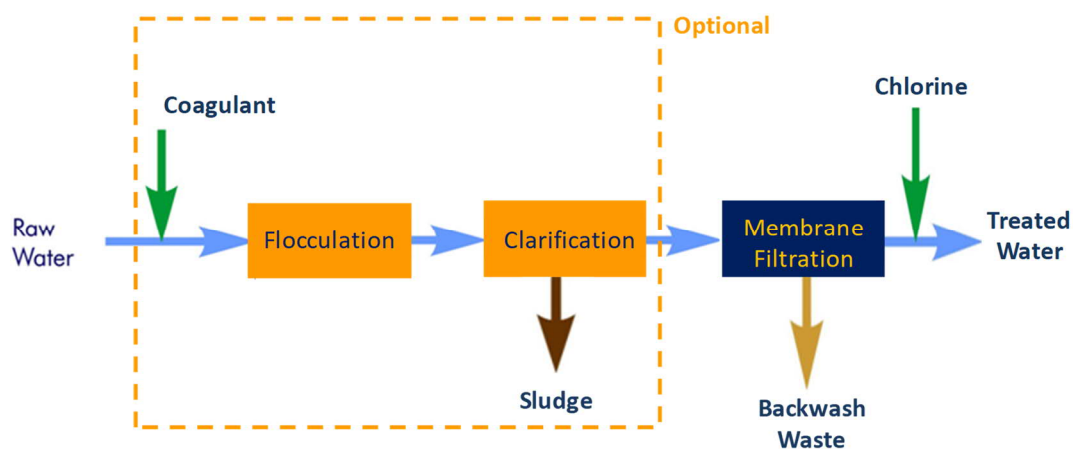 Optional
Coagulant
Chlorine
Raw
Water
Flocculation
Clarification
Membrane
Filtration
Treated
Water
Sludge
Backwash
Waste